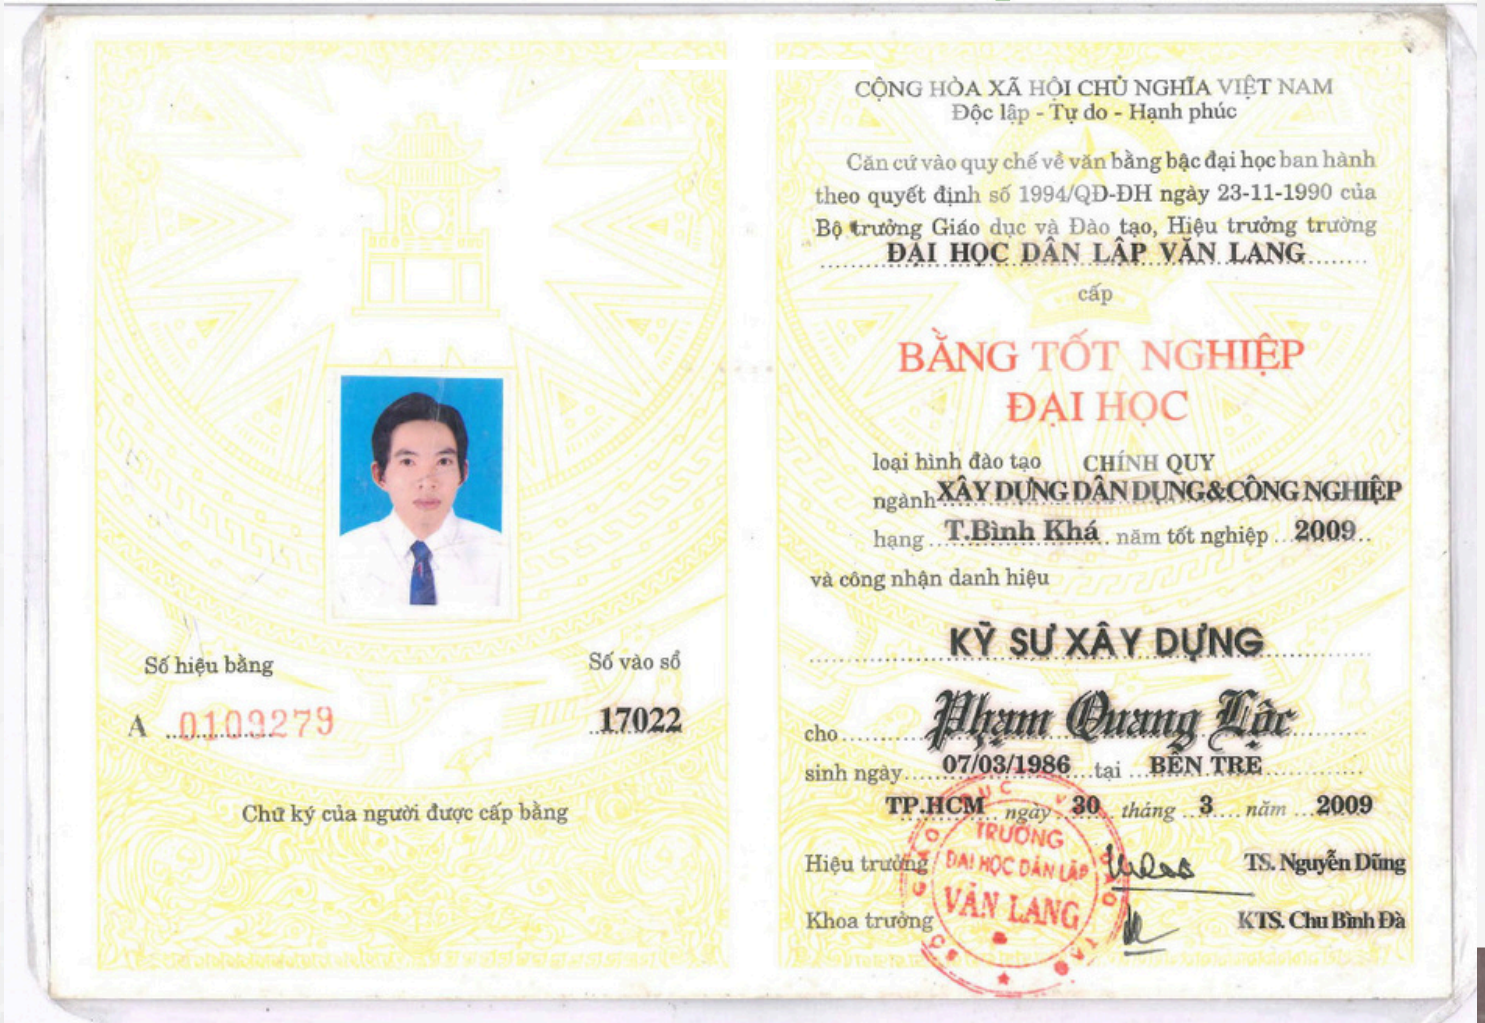 Số hiệu bằng
Số vào sổ
A 0109279
17022
Chữ ký của người được cấp bằng
CỘNG HÒA XÃ HỘI CHỦ NGHĨA VIỆT NAM
Độc lập - Tự do - Hạnh phúc
Căn cứ vào quy chế về văn bằng bậc đại học ban hành
theo quyết định số 1994/QĐ-ĐH ngày 23-11-1990 của
Bộ trưởng Giáo dục và Đào tạo, Hiệu trưởng trường
ĐẠI HỌC DÂN LẬP VĂN LANG
cấp
BẰNG TỐT NGHIỆP
ĐẠI HỌC
loại hình đào tạo CHÍNH QUY
ngành XÂY DỰNG DÂN DỤNG&CÔNG NGHIỆP
hạng T.Bình Khá năm tốt nghiệp 2009
và công nhận danh hiệu
KỸ SƯ XÂY DỰNG
cho Phạm Quang Lộc
sinh ngày 07/03/1986 tại BẾN TRE
TP.HCM ngày 30 tháng 3 năm 2009
Hiệu trưởng TS. Nguyễn Dũng
Khoa trưởng KTS. Chu Bình Đà
TRƯỜNG
ĐẠI HỌC DÂN LẬP
VĂN LANG